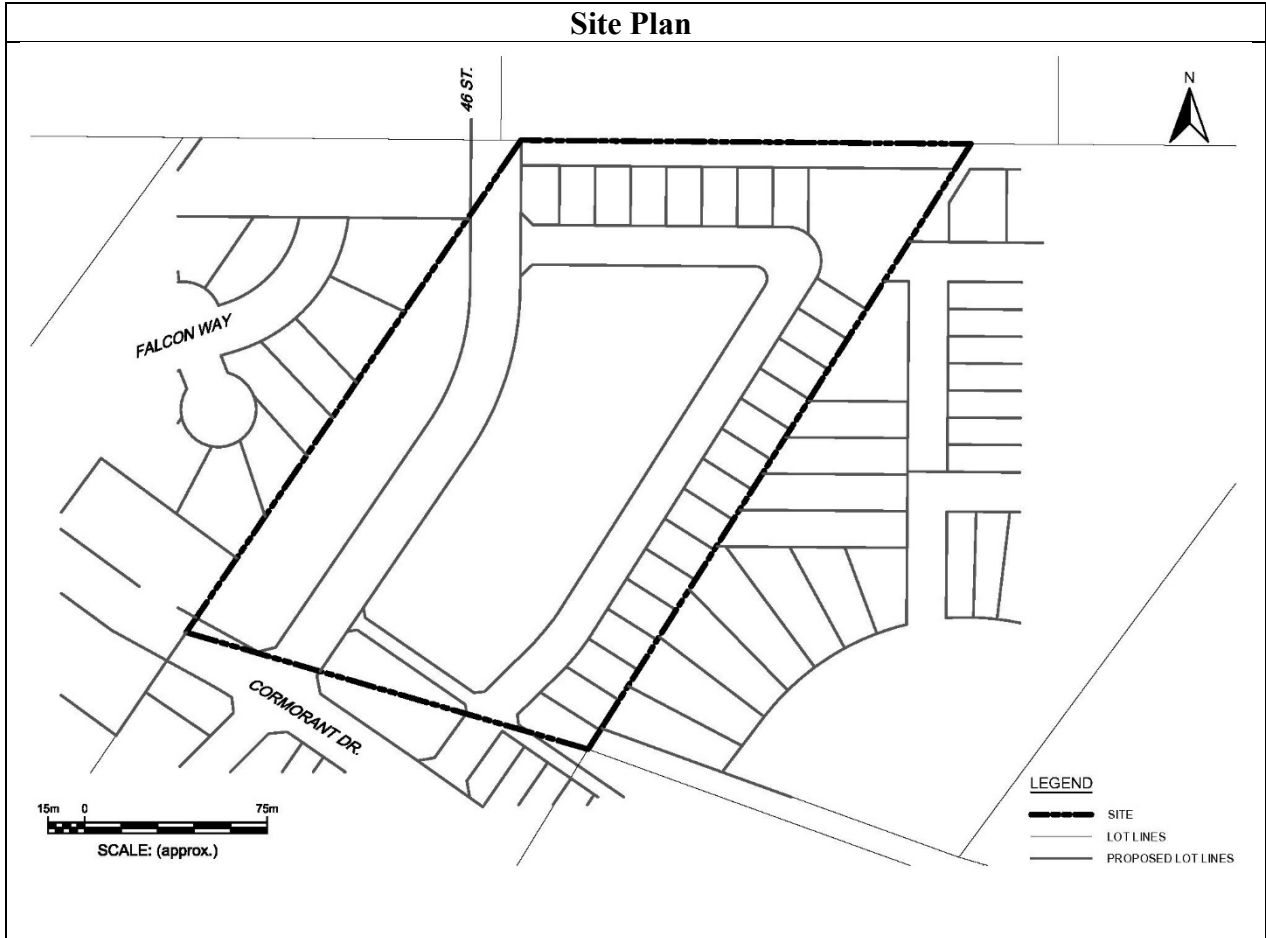 Site Plan
46 ST.
N
FALCON WAY
CORMORANT DR.
15m 0 75m
SCALE: (approx.)
LEGEND
SITE
LOT LINES
PROPOSED LOT LINES